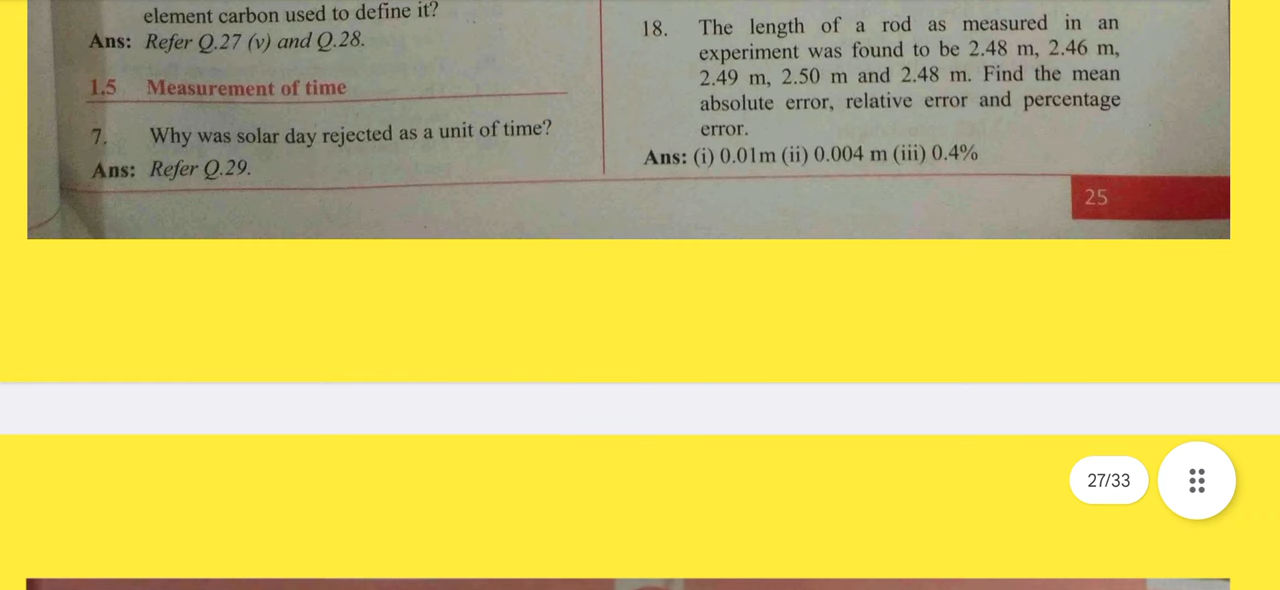 element carbon used to define it?
Ans: Refer Q.27 (v) and Q.28.
1.5 Measurement of time
7. Why was solar day rejected as a unit of time?
Ans: Refer Q.29.
18. The length of a rod as measured in an
experiment was found to be 2.48 m, 2.46 m,
2.49 m, 2.50 m and 2.48 m. Find the mean
absolute error, relative error and percentage
error.
Ans: (i) 0.01m (ii) 0.004 m (iii) 0.4%
25
27/33